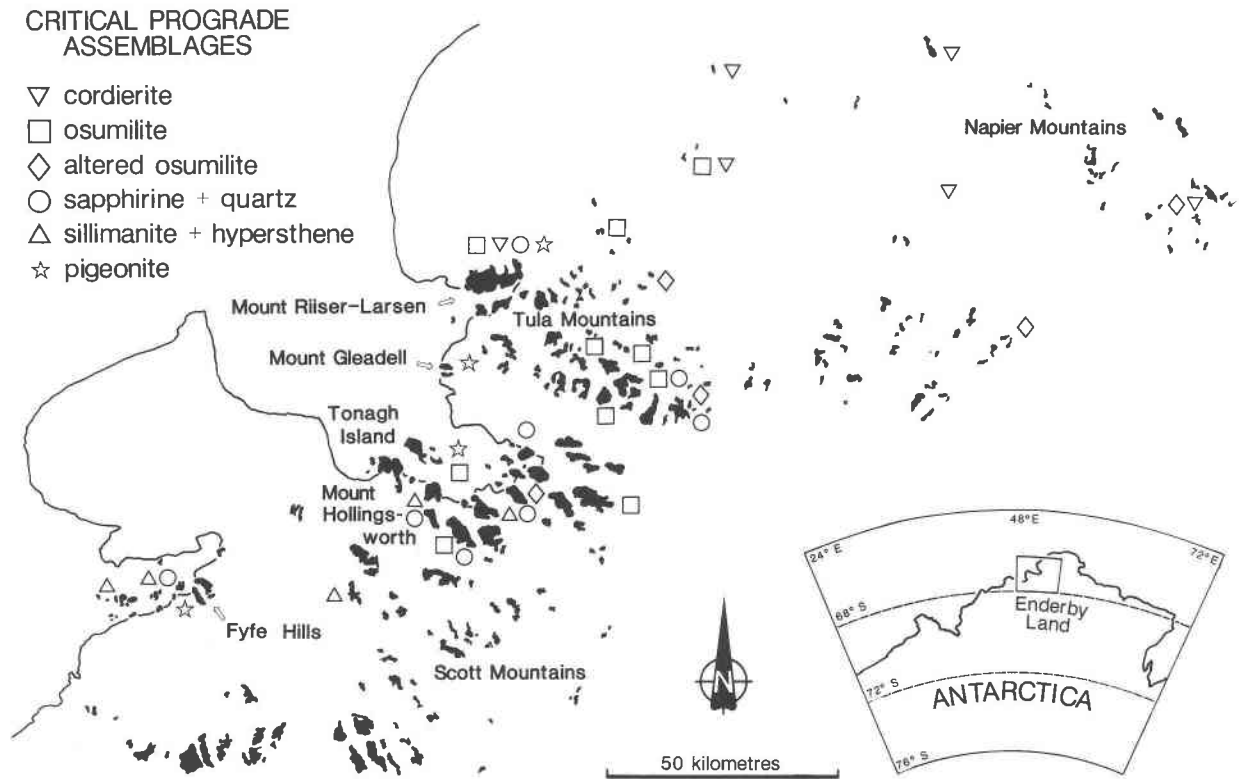 CRITICAL PROGRADE
ASSEMBLAGES
cordierite
osumilite
altered osumilite
sapphirine + quartz
sillimanite + hypersthene
pigeonite
Napier Mountains
Mount Riiser-Larsen
Tula Mountains
Mount Gleadell
Tonagh
Island
Mount
Hollings-
worth
Fyfe Hills
Scott Mountains
N
50 kilometres
24° E
48°E
72° E
68° S
Enderby
Land
72° S
ANTARCTICA
76° S